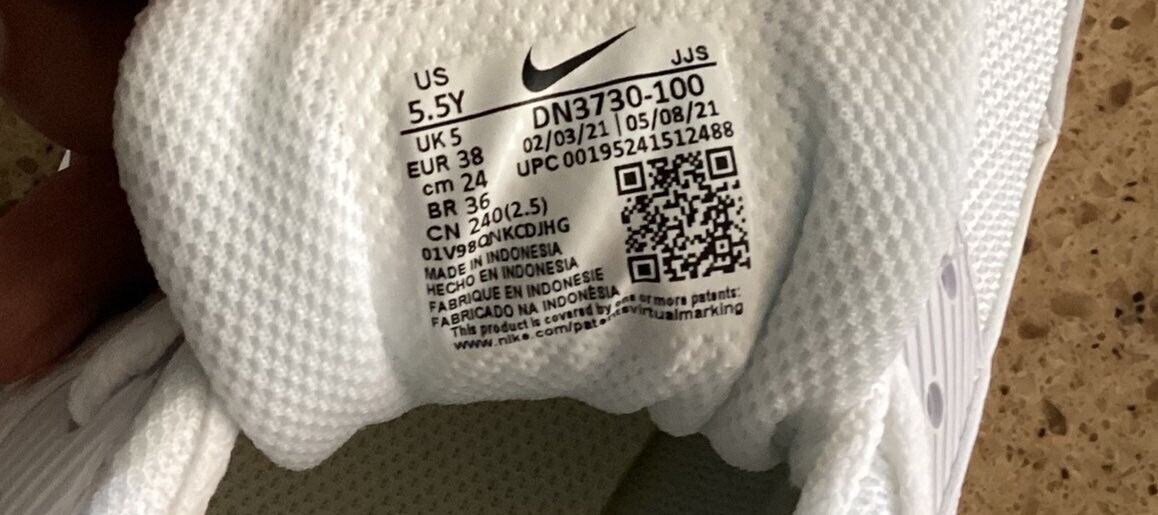 US
5.5Y
JJS
DN3730-100
UK 5
02/03/21 | 05/08/21
EUR 38
UPC 00195241512488
cm 24
BR 36
CN 240(2.5)
01V98QNKCDJHG
MADE IN INDONESIA
HECHO EN INDONESIA
FABRIQUE EN INDONESIE
FABRICADO NA INDONÈSIA
This product is covered by one or more patents:
www.nike.com/patentsvirtualmarking